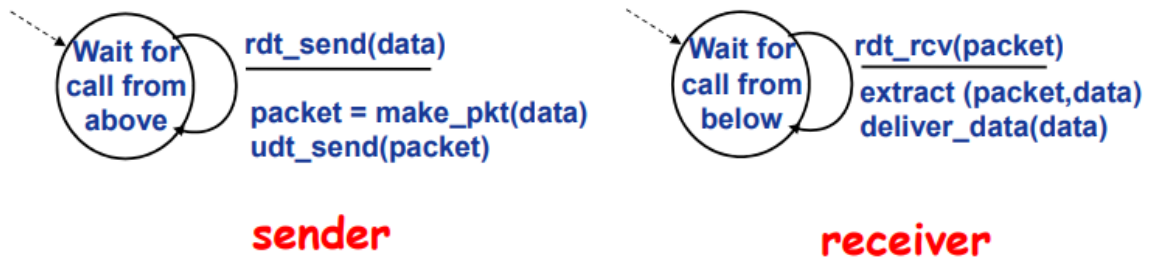 Wait for
call from
above
rdt_send(data)
packet = make_pkt(data)
udt_send(packet)
sender
Wait for
call from
below
rdt_rcv(packet)
extract (packet,data)
deliver_data(data)
receiver